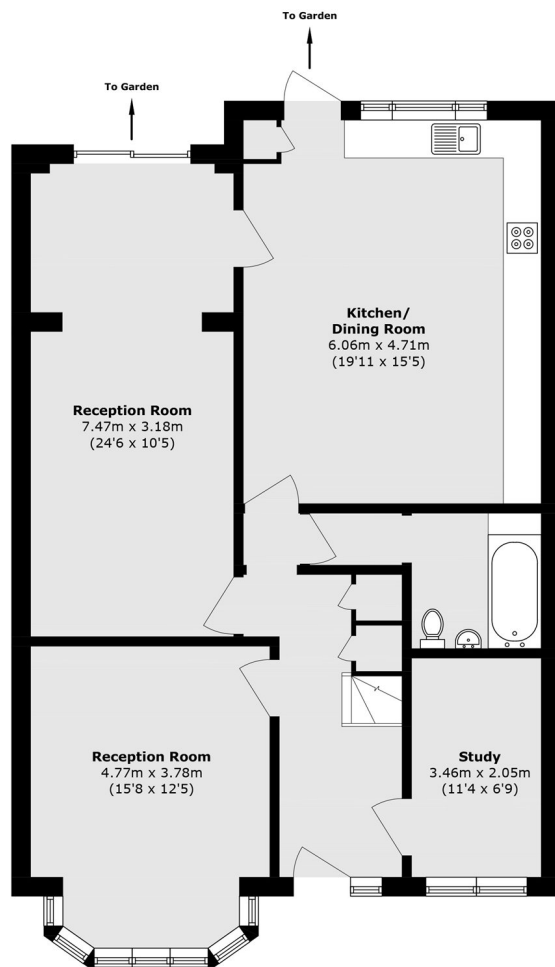 To Garden
To Garden
Kitchen/
Dining Room
6.06m x 4.71m
(19'11 x 15'5)
Reception Room
7.47m x 3.18m
(24'6 x 10'5)
Reception Room
4.77m x 3.78m
(15'8 x 12'5)
Study
3.46m x 2.05m
(11'4 x 6'9)